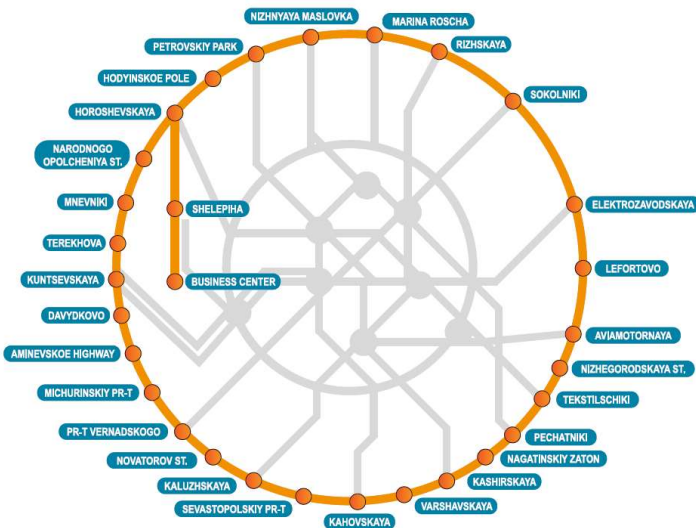 NIZHNYAYA MASLOVKA
MARINA ROSCHA
PETROVSKIY PARK
RIZHSKAYA
HODYINSKOE POLE
SOKOLNIKI
HOROSHEVSKAYA
NARODNOGO
OPOLCHENIYA ST.
MNEVNIKI
SHELEPIHA
ELEKTROZAVODSKAYA
TEREKHOVA
LEFORTOVO
KUNTSEVSKAYA
BUSINESS CENTER
DAVYDKOVO
AVIAMOTORNAYA
AMINEVSKOE HIGHWAY
NIZHEGORODSKAYA ST.
MICHURINSKIY PR-T
TEKSTILSCHIKI
PR-T VERNADSKOGO
PECHATNIKI
NOVATOROV ST.
NAGATINSKIY ZATON
KALUZHSKAYA
KASHIRSKAYA
SEVASTOPOLSKIY PR-T
VARSHAVSKAYA
KAHOVSKAYA